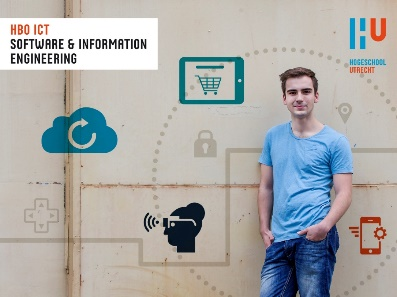 HBO ICT
SOFTWARE & INFORMATION
ENGINEERING
HU
HOGESCHOOL
UTRECHT